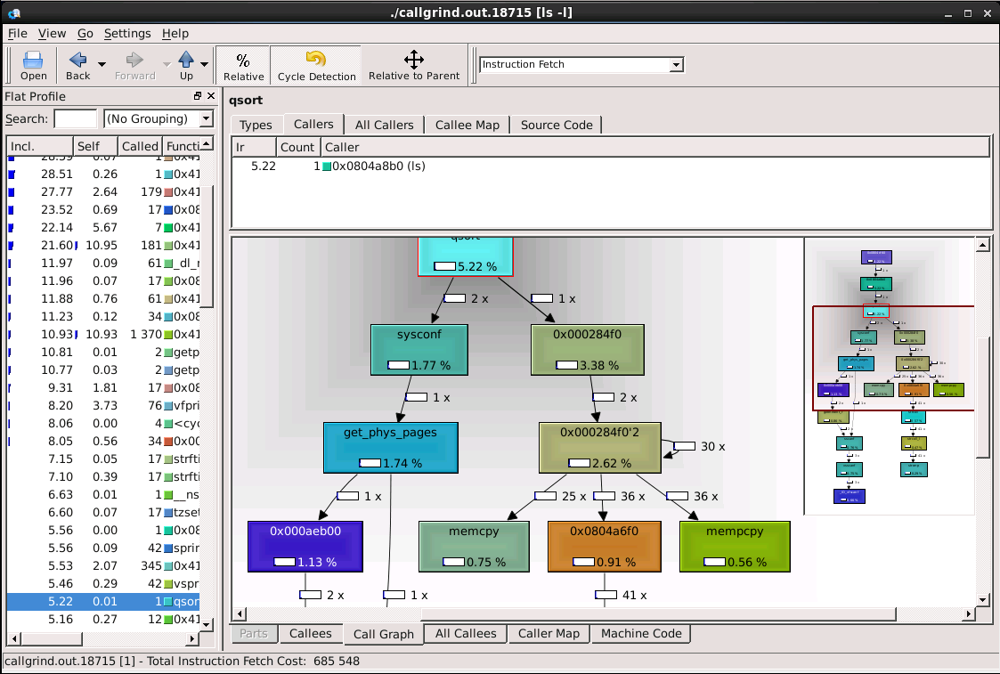 ./callgrind.out.18715 [ls -l]
File View Go Settings Help
Open Back Forward Up % Relative Cycle Detection Relative to Parent Instruction Fetch
Flat Profile
Search: (No Grouping)
Incl. Self Called Functi
28.59 0.07 1 0x41
28.51 0.26 1 0x41
27.77 2.64 179 0x41
23.52 0.69 17 0x08
22.14 5.67 7 0x41
21.60 10.95 181 0x41
11.97 0.09 61 _dl_r
11.96 0.07 17 0x08
11.88 0.76 61 0x41
11.23 0.12 34 0x08
10.93 10.93 1 370 0x41
10.81 0.01 2 getp
10.77 0.03 2 getp
9.31 1.81 17 0x08
8.20 3.73 76 vfpri
8.06 0.00 4 <cyc
8.05 0.56 34 0x00
7.15 0.05 17 strfti
7.10 0.39 17 strfti
6.63 0.01 1 __ns
6.60 0.07 17 tzset
5.56 0.00 1 0x08
5.56 0.09 42 sprin
5.53 2.07 345 0x41
5.46 0.29 42 vspr
5.22 0.01 1 qsor
5.16 0.27 12 0x41
qsort
Types Callers All Callers Callee Map Source Code
Ir Count Caller
5.22 1 0x0804a8b0 (ls)
qsort
5.22 %
2 x 1 x
sysconf 0x000284f0
1.77 % 3.38 %
1 x 2 x
get_phys_pages 0x000284f0'2
1.74 % 2.62 % 30 x
1 x 25 x 36 x 36 x
0x000aeb00 memcpy 0x0804a6f0 mempcpy
1.13 % 0.75 % 0.91 % 0.56 %
2 x 1 x 41 x
Parts Callees Call Graph All Callees Caller Map Machine Code
callgrind.out.18715 [1] - Total Instruction Fetch Cost: 685 548